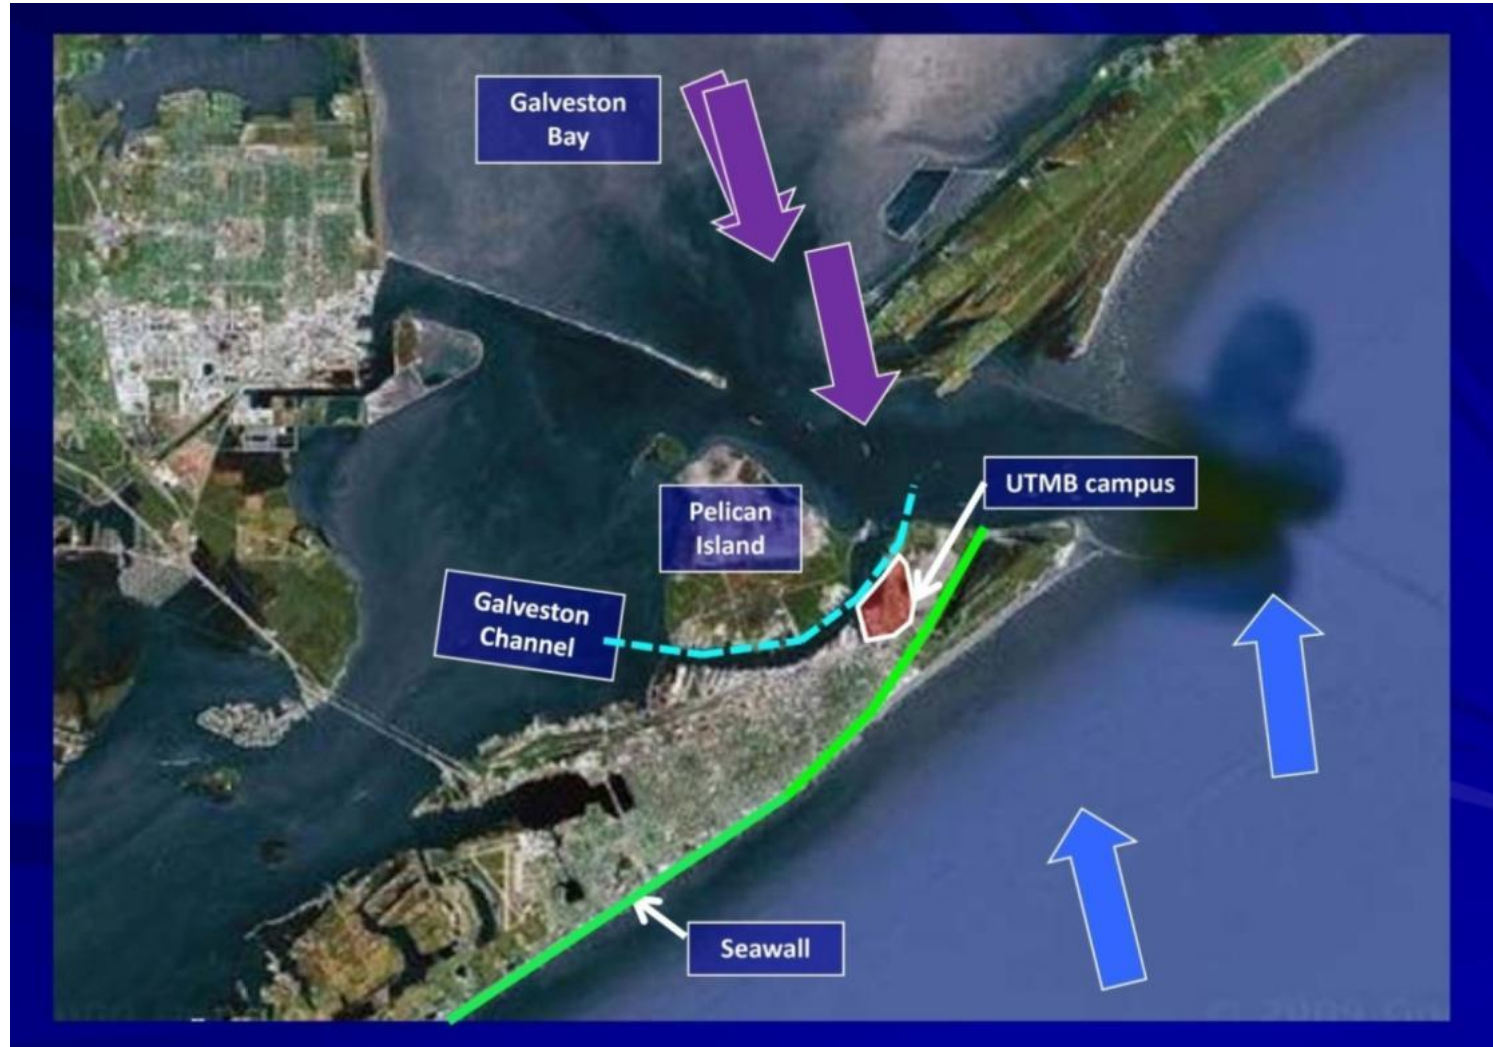 Galveston
Bay
UTMB campus
Pelican
Island
Galveston
Channel
Seawall